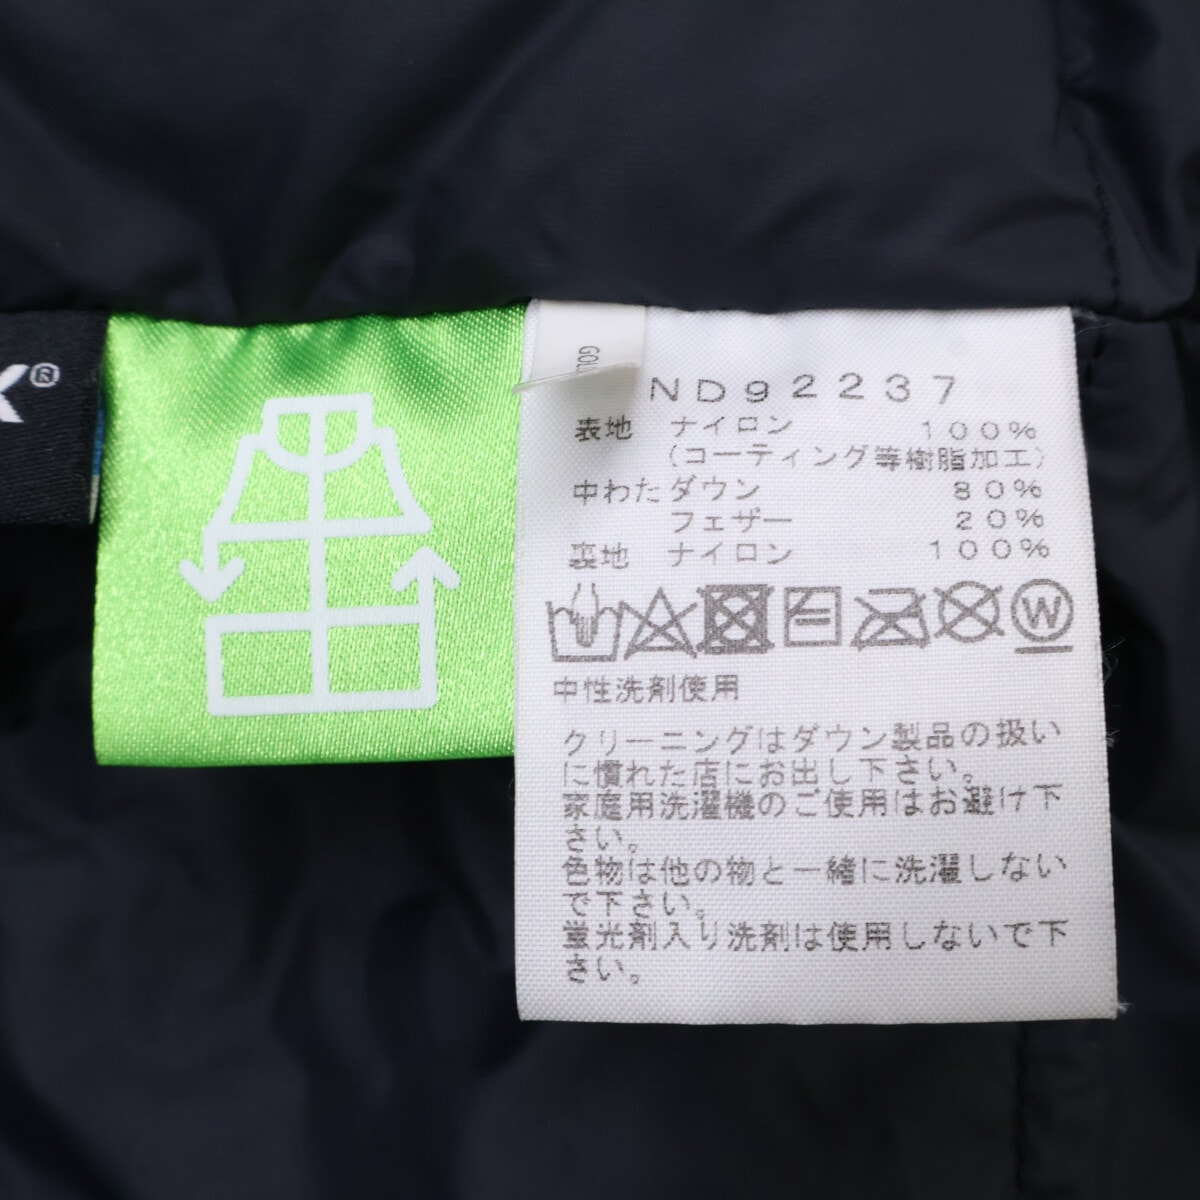 X®
GOL
ND92237
表地 ナイロン 100%
(コーティング等樹脂加工)
中わた ダウン 80%
フェザー 20%
裏地 ナイロン 100%
W
中性洗剤使用
クリーニングはダウン製品の扱い
に慣れた店にお出し下さい。
家庭用洗濯機のご使用はお避け下
さい。
色物は他の物と一緒に洗濯しない
で下さい。
蛍光剤入り洗剤は使用しないで下
さい。